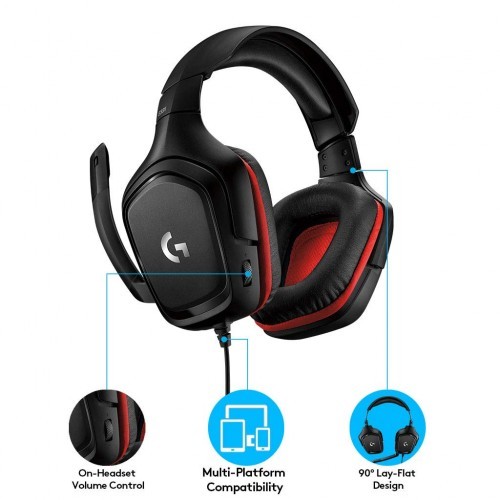 G
On-Headset
Volume Control
Multi-Platform
Compatibility
90° Lay-Flat
Design